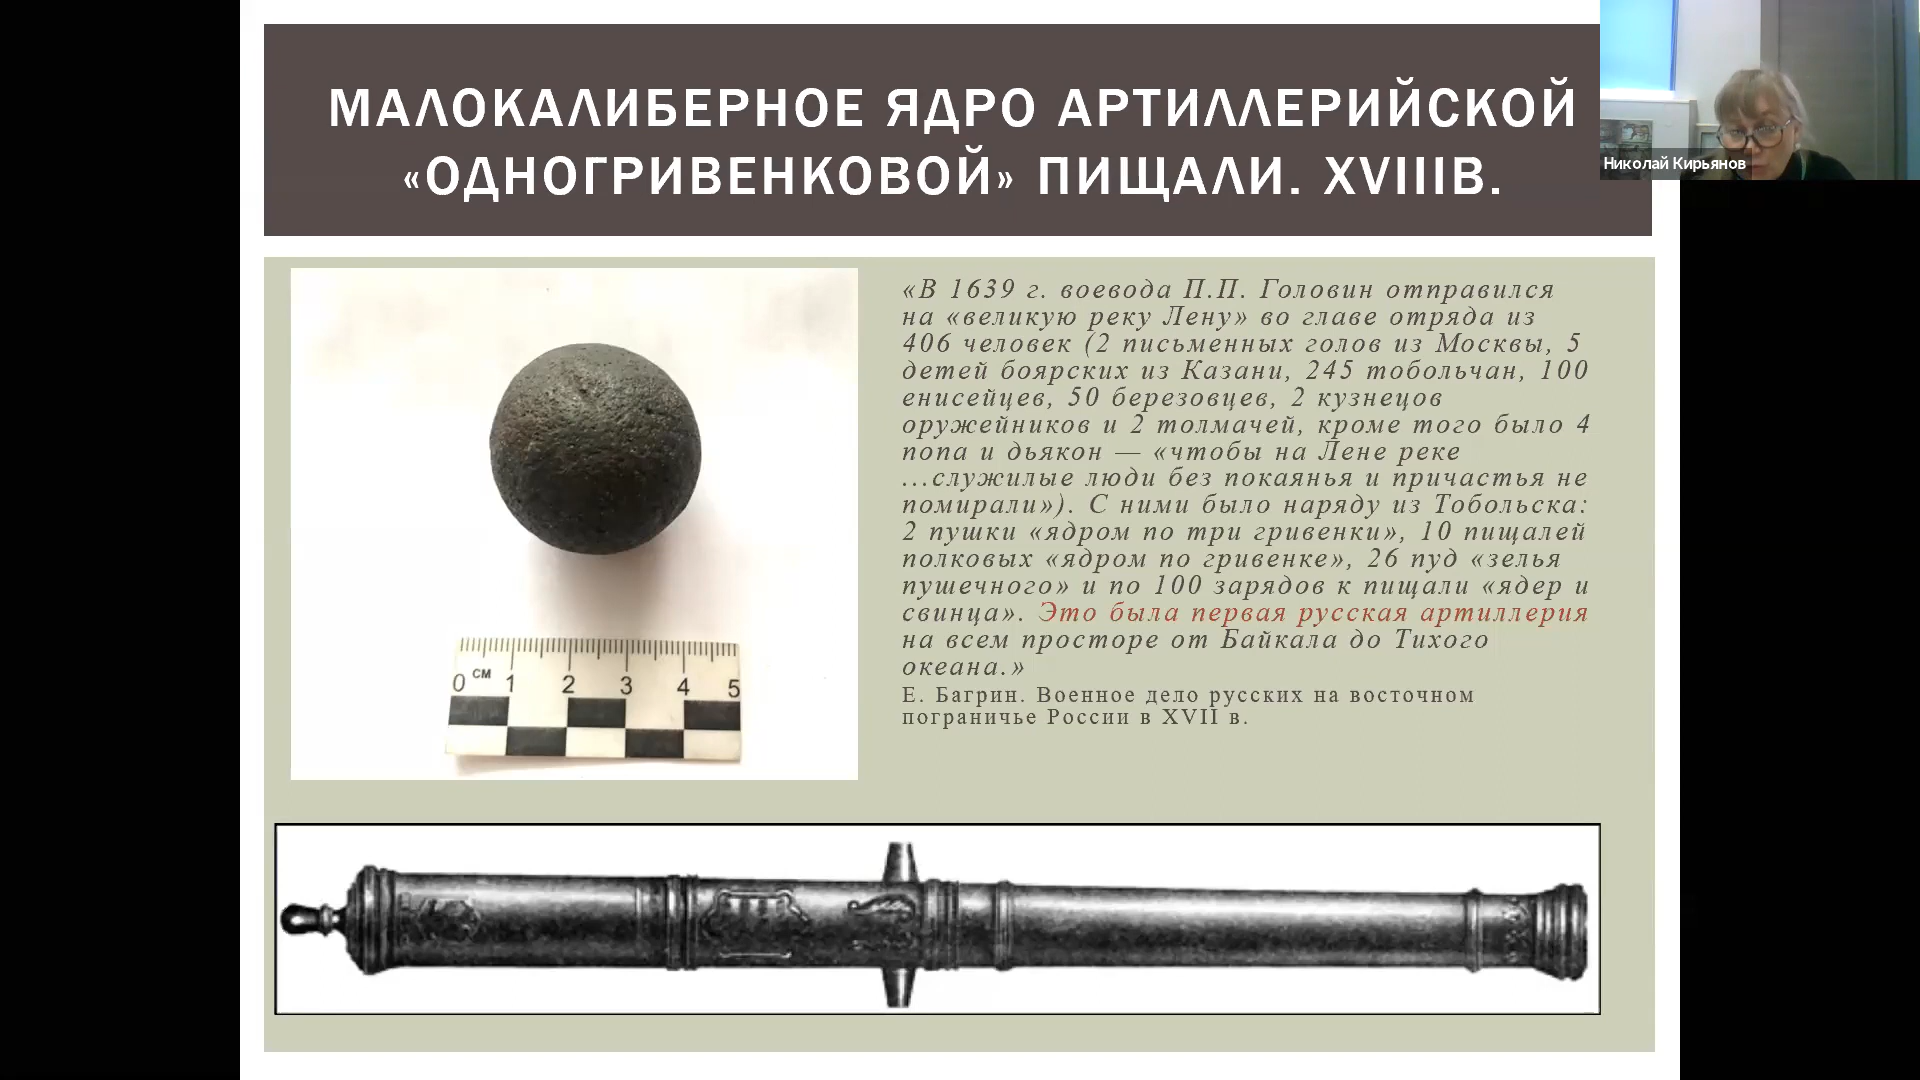 МАЛОКАЛИБЕРНОЕ ЯДРО АРТИЛЛЕРИЙСКОЙ
«ОДНОГРИВЕНКОВОЙ» ПИЩАЛИ. XVIIIВ.
Николай Кирьянов
«В 1639 г. воевода П.П. Головин отправился
на «великую реку Лену» во главе отряда из
406 человек (2 письменных голов из Москвы, 5
детей боярских из Казани, 245 тобольчан, 100
енисейцев, 50 березовцев, 2 кузнецов
оружейников и 2 толмачей, кроме того было 4
попа и дьякон — «чтобы на Лене реке
...служилые люди без покаянья и причастья не
помирали»). С ними было наряду из Тобольска:
2 пушки «ядром по три гривенки», 10 пищалей
полковых «ядром по гривенке», 26 пуд «зелья
пушечного» и по 100 зарядов к пищали «ядер и
свинца». Это была первая русская артиллерия
на всем просторе от Байкала до Тихого
океана.»
Е. Багрин. Военное дело русских на восточном
пограничье России в XVII в.
0 СМ 1 2 3 4 5